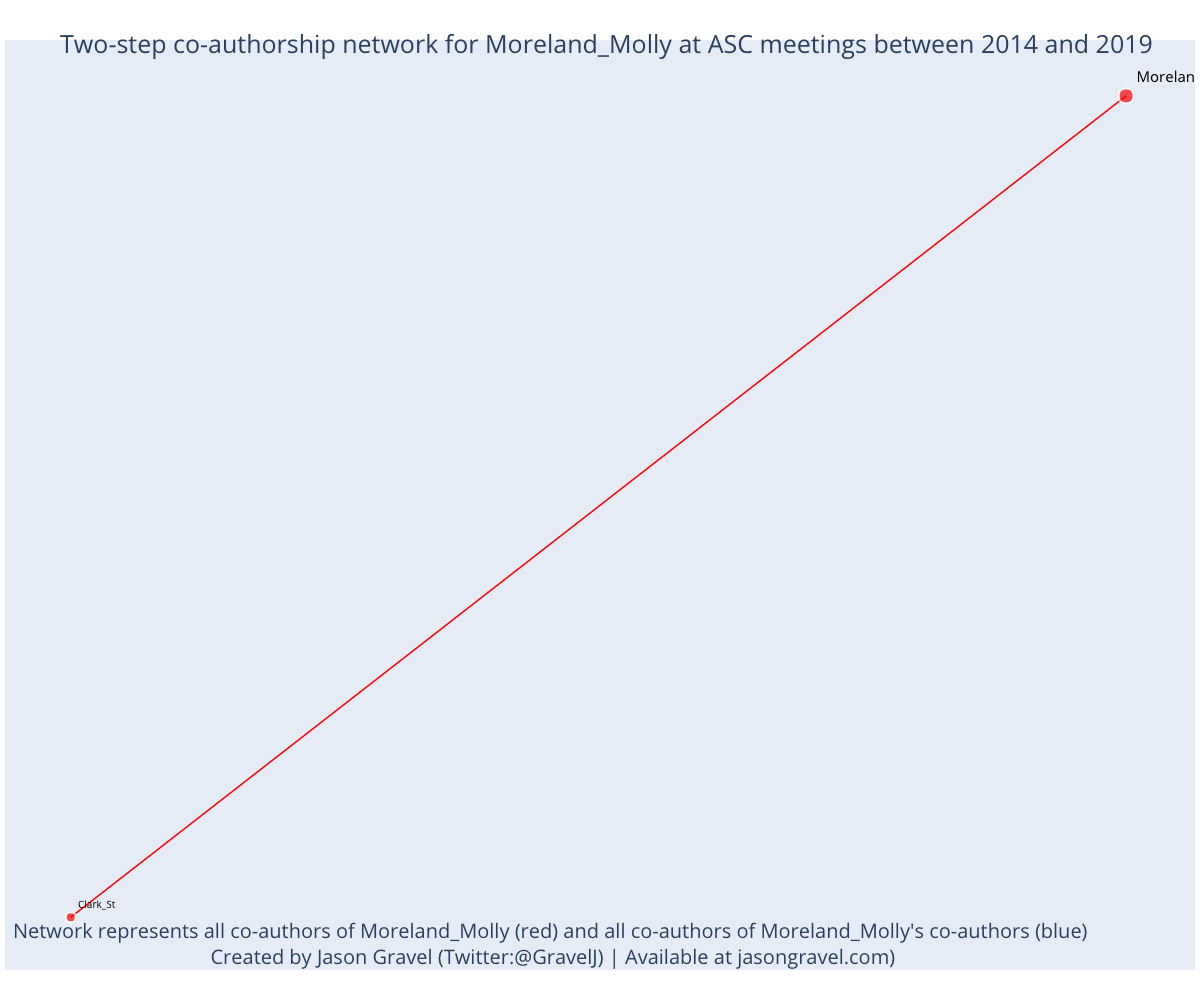 Two-step co-authorship network for Moreland_Molly at ASC meetings between 2014 and 2019
Morelan
Clark_St
Network represents all co-authors of Moreland_Molly (red) and all co-authors of Moreland_Molly's co-authors (blue)
Created by Jason Gravel (Twitter:@GravelJ) | Available at jasongravel.com)